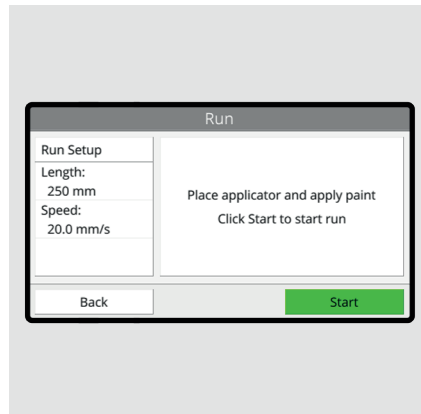 Run
Run Setup
Length:
250 mm
Speed:
20.0 mm/s
Place applicator and apply paint
Click Start to start run
Back
Start